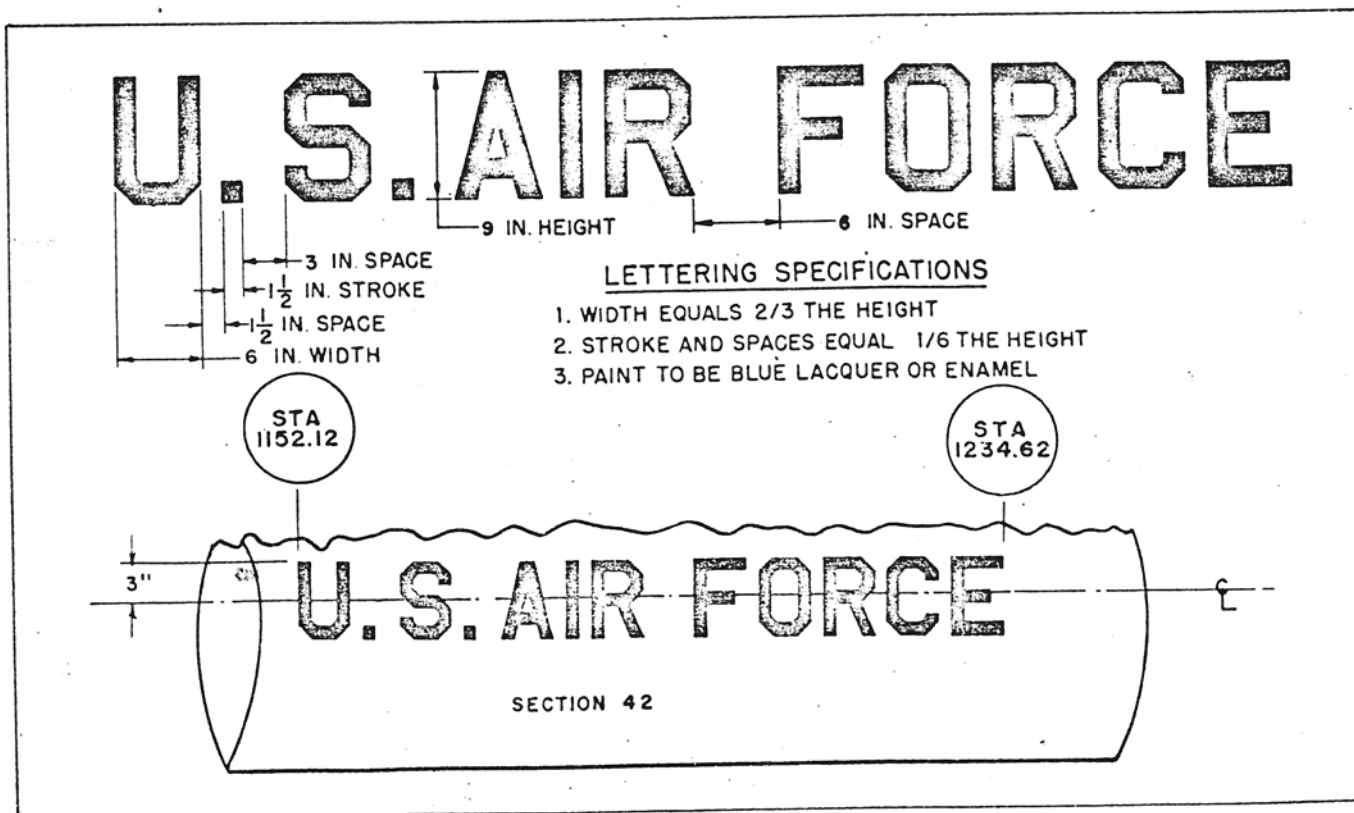 U.S.AIR FORCE
9 IN. HEIGHT
6 IN. SPACE
3 IN. SPACE
1 1/2 IN. STROKE
1 1/2 IN. SPACE
6 IN. WIDTH
LETTERING SPECIFICATIONS
1. WIDTH EQUALS 2/3 THE HEIGHT
2. STROKE AND SPACES EQUAL 1/6 THE HEIGHT
3. PAINT TO BE BLUE LACQUER OR ENAMEL
STA
1152.12
STA
1234.62
3"
U.S.AIR FORCE
℄
SECTION 42